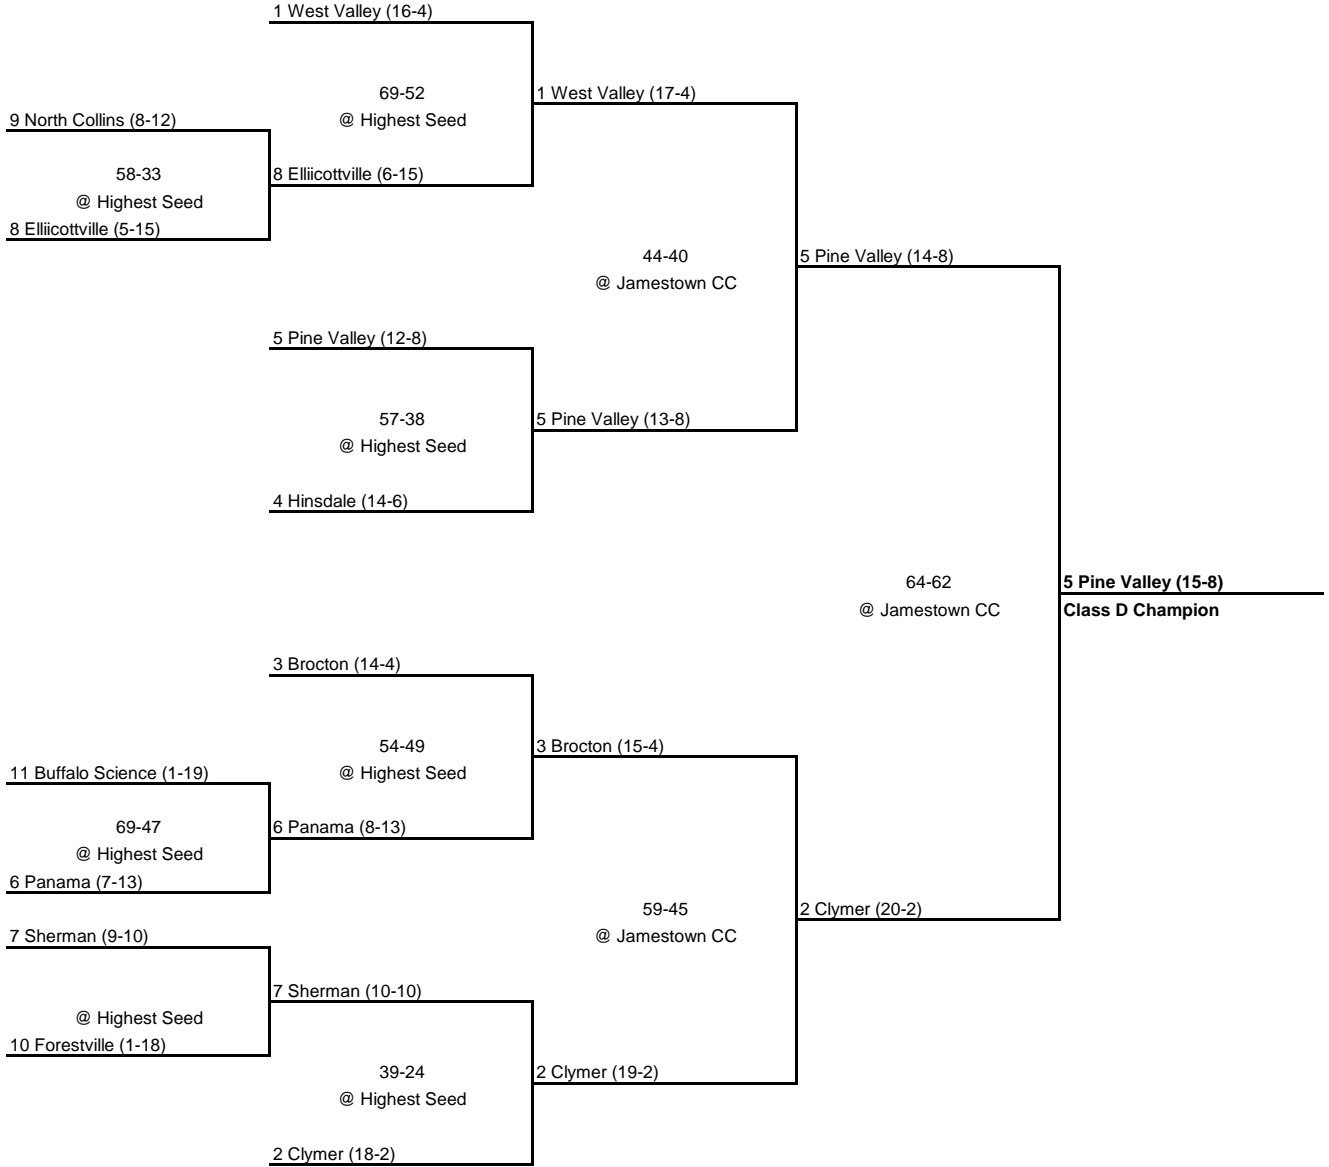 1 West Valley (16-4)
69-52
@ Highest Seed
1 West Valley (17-4)
9 North Collins (8-12)
58-33
@ Highest Seed
8 Elliicottville (6-15)
8 Elliicottville (5-15)
44-40
@ Jamestown CC
5 Pine Valley (14-8)
5 Pine Valley (12-8)
57-38
@ Highest Seed
5 Pine Valley (13-8)
4 Hinsdale (14-6)
64-62
@ Jamestown CC
5 Pine Valley (15-8)
Class D Champion
3 Brocton (14-4)
54-49
@ Highest Seed
3 Brocton (15-4)
11 Buffalo Science (1-19)
69-47
@ Highest Seed
6 Panama (8-13)
6 Panama (7-13)
59-45
@ Jamestown CC
2 Clymer (20-2)
7 Sherman (9-10)
7 Sherman (10-10)
@ Highest Seed
10 Forestville (1-18)
39-24
@ Highest Seed
2 Clymer (19-2)
2 Clymer (18-2)